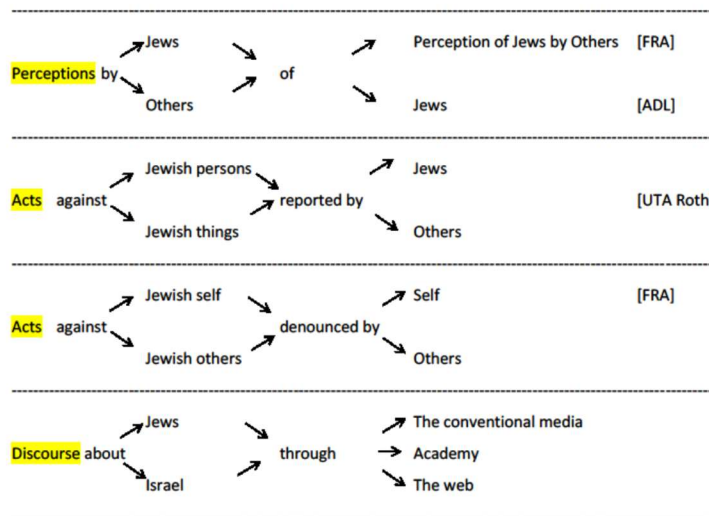 Jews Perception of Jews by Others [FRA]
Perceptions by of
Others Jews [ADL]
Jewish persons Jews
Acts against reported by [UTA Roth
Jewish things Others
Jewish self Self [FRA]
Acts against denounced by
Jewish others Others
Jews The conventional media
Discourse about through Academy
Israel The web